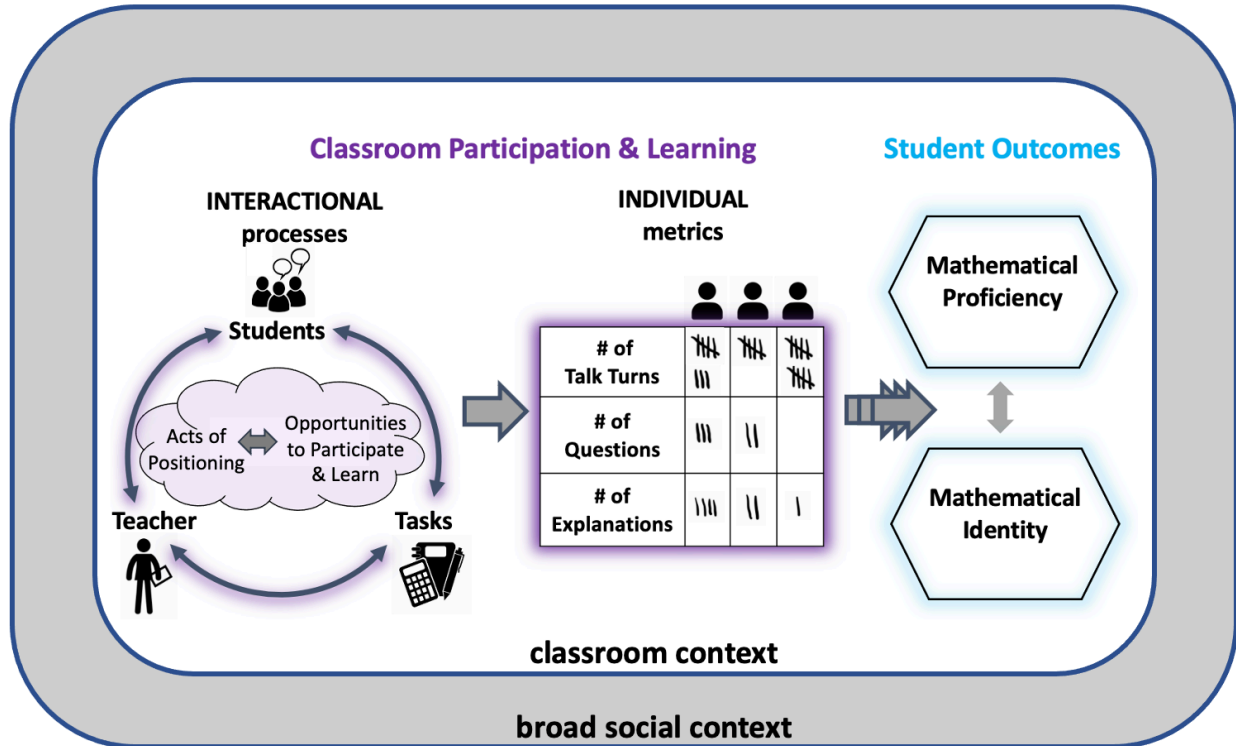 Classroom Participation & Learning
Student Outcomes
INTERACTIONAL
processes
INDIVIDUAL
metrics
Students
Acts of
Positioning
Opportunities
to Participate
& Learn
Teacher
Tasks
# of
Talk Turns
# of
Questions
# of
Explanations
Mathematical
Proficiency
Mathematical
Identity
classroom context
broad social context